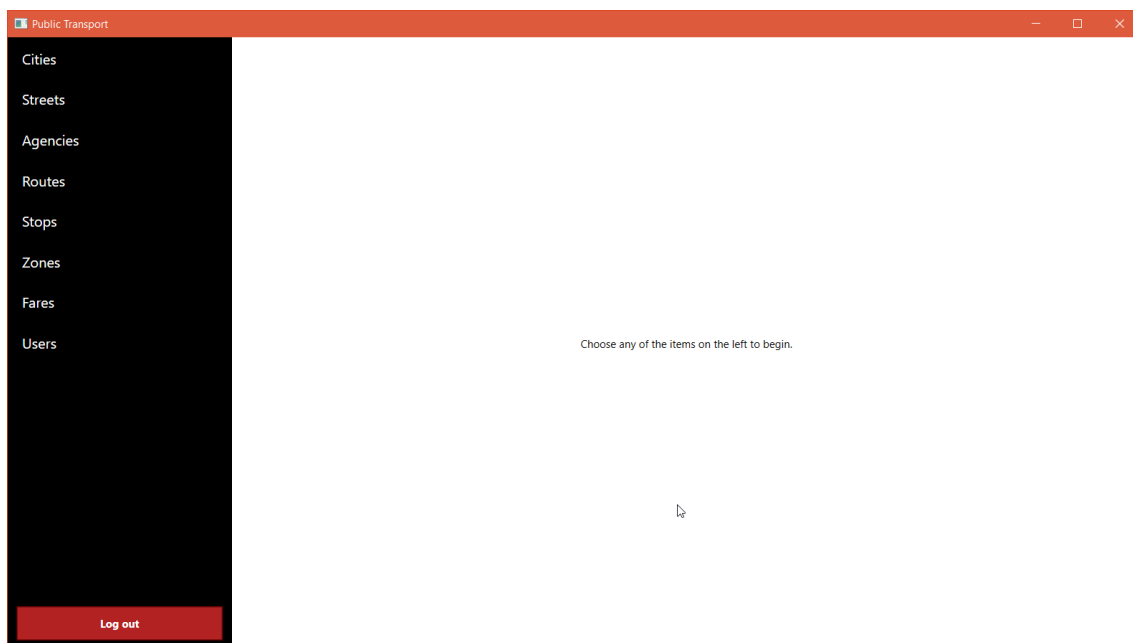 Public Transport
Cities
Streets
Agencies
Routes
Stops
Zones
Fares
Users
Choose any of the items on the left to begin.
Log out